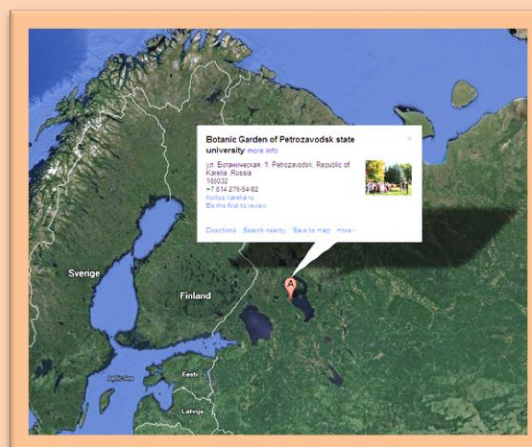 Botanic Garden of Petrozavodsk state
university more info
ул. Ботаническая, 1, Petrozavodsk, Republic of
Karelia, Russia
185032
+7 814 276-54-62
hortus.karelia.ru
Be the first to review
Directions Search nearby Save to map more
A
Sverige
Finland
Baltic Sea
Eesti
Latvija